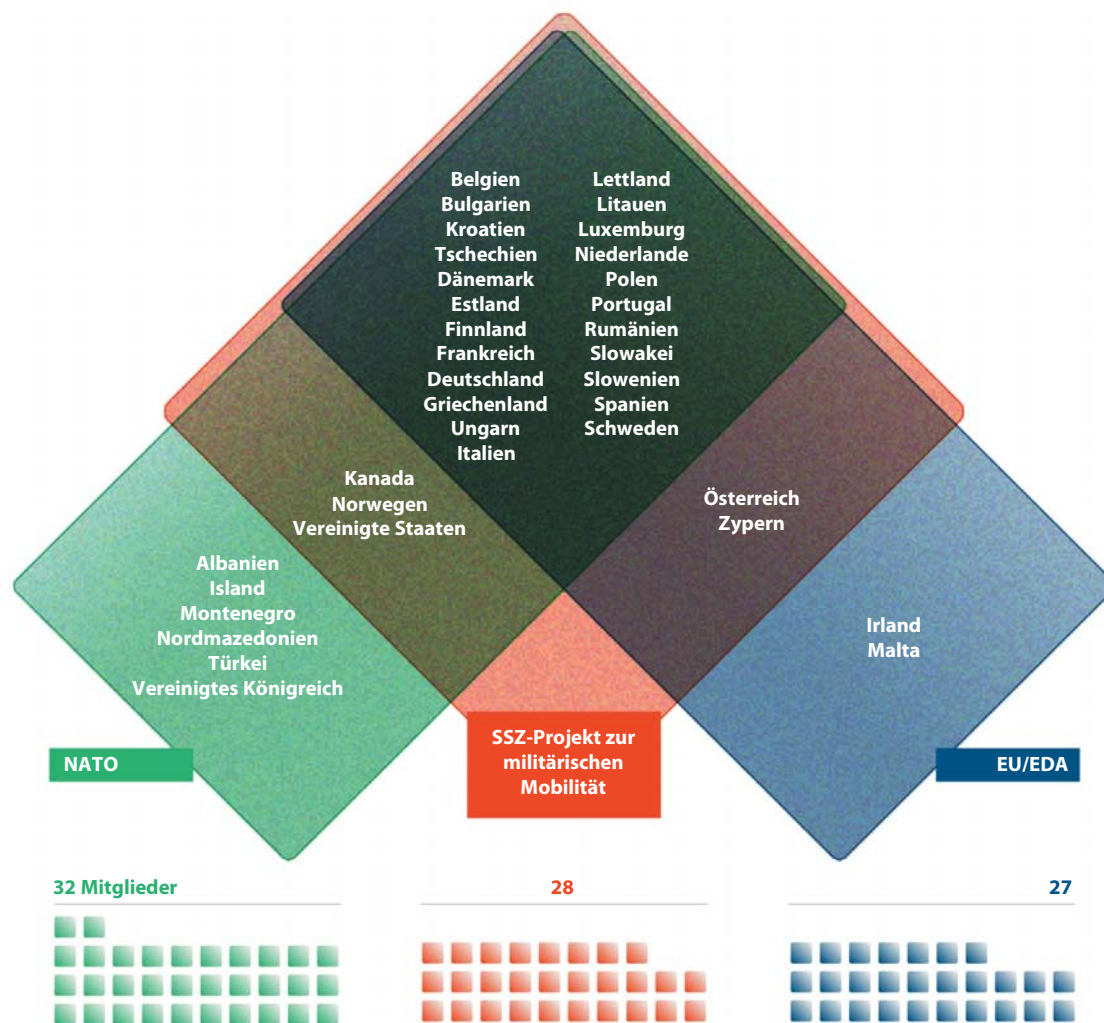 Belgien
Bulgarien
Kroatien
Tschechien
Dänemark
Estland
Finnland
Frankreich
Deutschland
Griechenland
Ungarn
Italien
Lettland
Litauen
Luxemburg
Niederlande
Polen
Portugal
Rumänien
Slowakei
Slowenien
Spanien
Schweden
Kanada
Norwegen
Vereinigte Staaten
Österreich
Zypern
Albanien
Island
Montenegro
Nordmazedonien
Türkei
Vereinigtes Königreich
Irland
Malta
NATO
SSZ-Projekt zur
militärischen
Mobilität
EU/EDA
32 Mitglieder
28
27